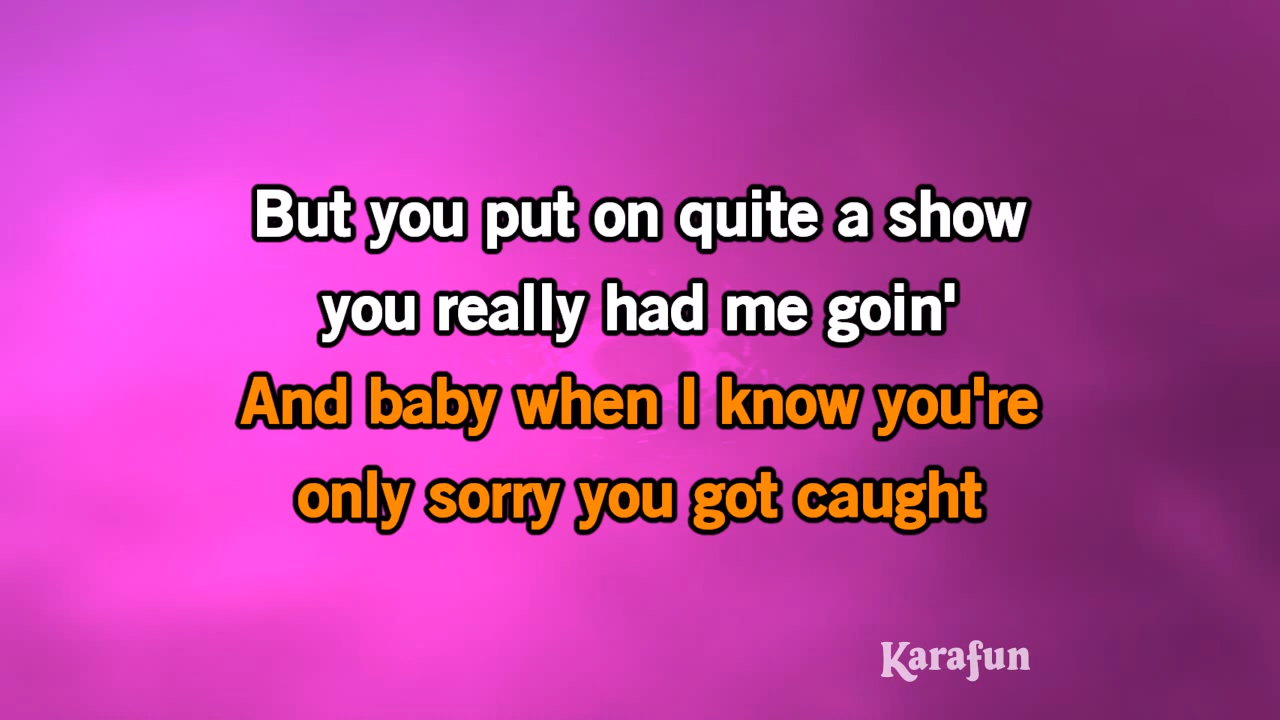 But you put on quite a show
you really had me goin'
And baby when I know you're
only sorry you got caught
Karafun